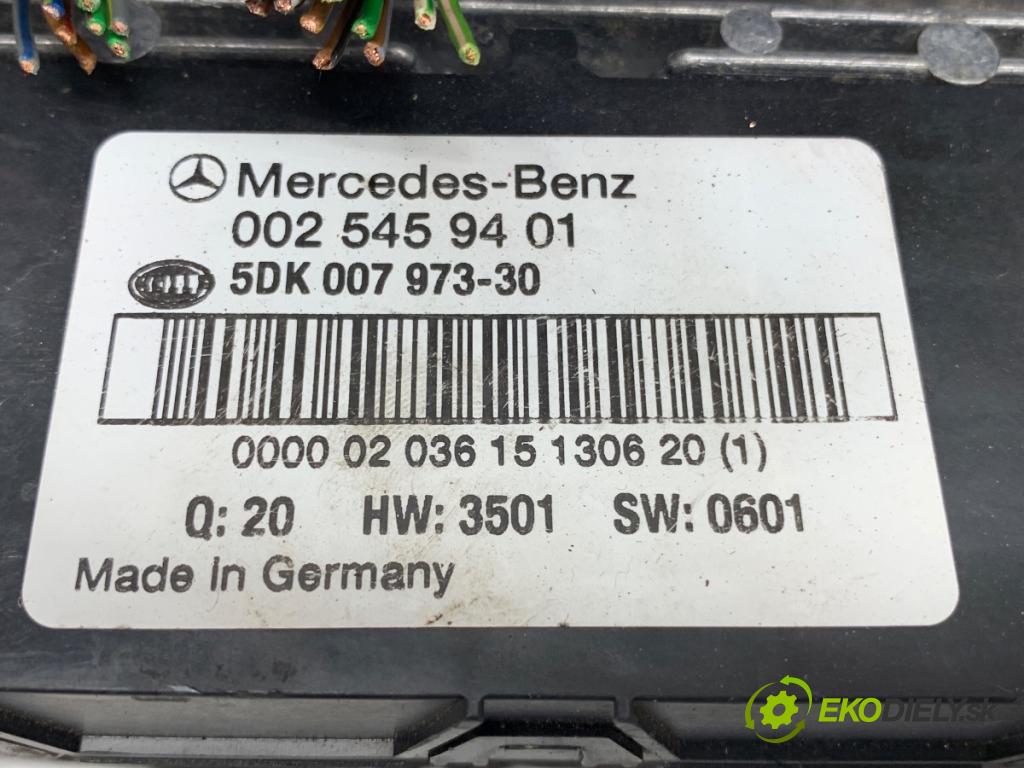 Mercedes-Benz
002 545 94 01
HELLA 5DK 007 973-30
0000 02 036 15 1306 20 (1)
Q: 20 HW: 3501 SW: 0601
Made in Germany
EKODIELY.SK